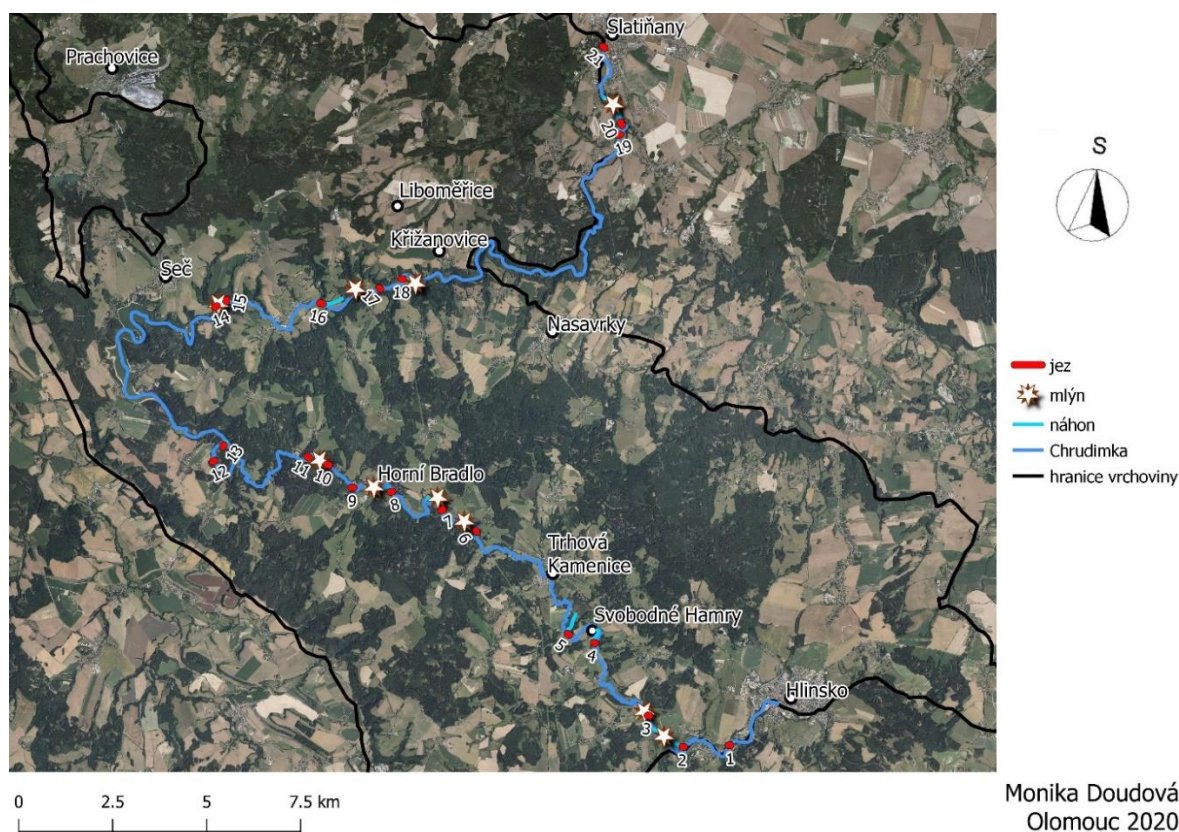 Slatiňany
Prachovice
21
20
19
Liboměřice
Křižanovice
Seč
18
17
16
15
14
Nasavrky
13
12
11
10
Horní Bradlo
9
8
7
6
Trhová
Kamenice
Svobodné Hamry
5
4
Hlinsko
3
2
1
S
jez
mlýn
náhon
Chrudimka
hranice vrchoviny
0 2.5 5 7.5 km
Monika Doudová
Olomouc 2020